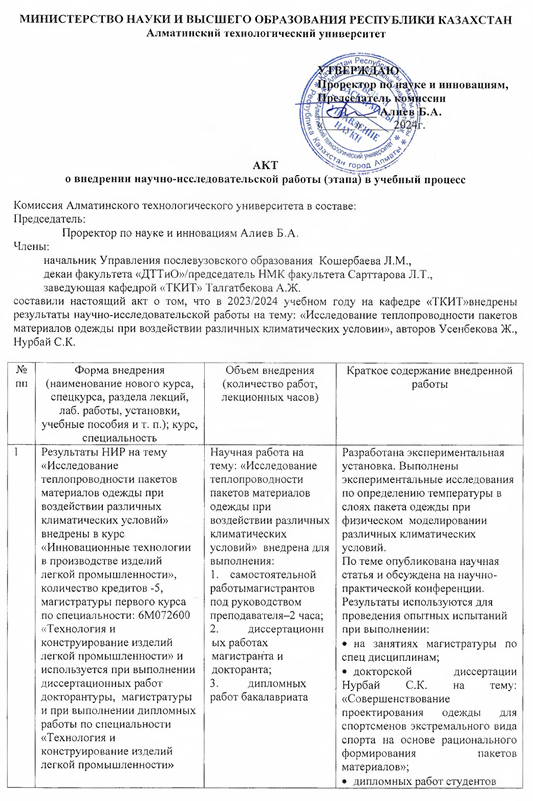 МИНИСТЕРСТВО НАУКИ И ВЫСШЕГО ОБРАЗОВАНИЯ РЕСПУБЛИКИ КАЗАХСТАН
Алматинский технологический университет
УТВЕРЖДАЮ
Проректор по науке и инновациям,
Председатель комиссии
Алиев Б.А.
2024г.
УПРАВЛЕНИЕ
НАУКИ
АКТ
о внедрении научно-исследовательской работы (этапа) в учебный процесс
Комиссия Алматинского технологического университета в составе:
Председатель:
Проректор по науке и инновациям Алиев Б.А.
Члены:
начальник Управления послевузовского образования Кошербаева Л.М.,
декан факультета «ДТТиО»/председатель НМК факультета Сарттарова Л.Т.,
заведующая кафедрой «ТКИТ» Талгатбекова А.Ж.
составили настоящий акт о том, что в 2023/2024 учебном году на кафедре «ТКИТ»внедрены
результаты научно-исследовательской работы на тему: «Исследование теплопроводности пакетов
материалов одежды при воздействии различных климатических условии», авторов Усенбекова Ж.,
Нурбай С.К.
№
пп
Форма внедрения
(наименование нового курса,
спецкурса, раздела лекций,
лаб. работы, установки,
учебные пособия и т. п.); курс,
специальность
Объем внедрения
(количество работ,
лекционных часов)
Краткое содержание внедренной
работы
1
Результаты НИР на тему
«Исследование
теплопроводности пакетов
материалов одежды при
воздействии различных
климатических условий»
внедрены в курс
«Инновационные технологии
в производстве изделий
легкой промышленности»,
количество кредитов -5,
магистратуры первого курса
по специальности: 6М072600
«Технология и
конструирование изделий
легкой промышленности» и
используется при выполнении
диссертационных работ
докторантуры, магистратуры
и при выполнении дипломных
работы по специальности
«Технология и
конструирование изделий
легкой промышленности»
Научная работа на
тему: «Исследование
теплопроводности
пакетов материалов
одежды при
воздействии различных
климатических
условий» внедрена для
выполнения:
1. самостоятельной
работымагистрантов
под руководством
преподавателя–2 часа;
2. диссертационн
ых работах
магистранта и
докторанта;
3. дипломных
работ бакалавриата
Разработана экспериментальная
установка. Выполнены
экспериментальные исследования
по определению температуры в
слоях пакета одежды при
физическом моделировании
различных климатических
условий.
По теме опубликована научная
статья и обсуждена на научно-
практической конференции.
Результаты используются для
проведения опытных испытаний
при выполнении:
• на занятиях магистратуры по
спец дисциплинам;
• докторской диссертации
Нурбай С.К. на тему:
«Совершенствование
проектирования одежды для
спортсменов экстремального вида
спорта на основе рационального
формирования пакетов
материалов»;
• дипломных работ студентов